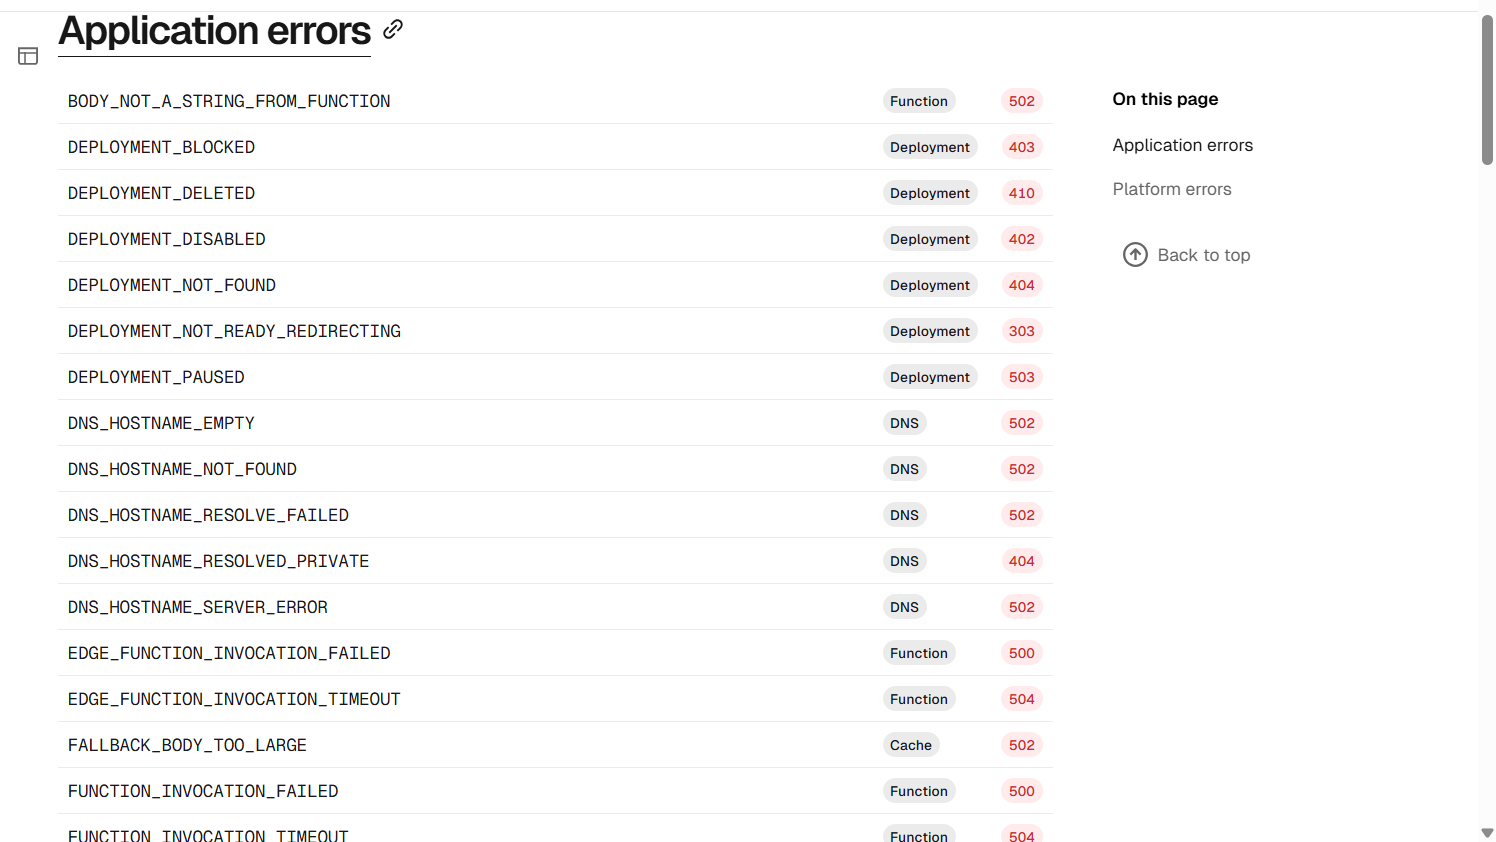 Application errors
BODY_NOT_A_STRING_FROM_FUNCTION Function 502
DEPLOYMENT_BLOCKED Deployment 403
DEPLOYMENT_DELETED Deployment 410
DEPLOYMENT_DISABLED Deployment 402
DEPLOYMENT_NOT_FOUND Deployment 404
DEPLOYMENT_NOT_READY_REDIRECTING Deployment 303
DEPLOYMENT_PAUSED Deployment 503
DNS_HOSTNAME_EMPTY DNS 502
DNS_HOSTNAME_NOT_FOUND DNS 502
DNS_HOSTNAME_RESOLVE_FAILED DNS 502
DNS_HOSTNAME_RESOLVED_PRIVATE DNS 404
DNS_HOSTNAME_SERVER_ERROR DNS 502
EDGE_FUNCTION_INVOCATION_FAILED Function 500
EDGE_FUNCTION_INVOCATION_TIMEOUT Function 504
FALLBACK_BODY_TOO_LARGE Cache 502
FUNCTION_INVOCATION_FAILED Function 500
FUNCTION_INVOCATION_TIMEOUT Function 504
On this page
Application errors
Platform errors
Back to top